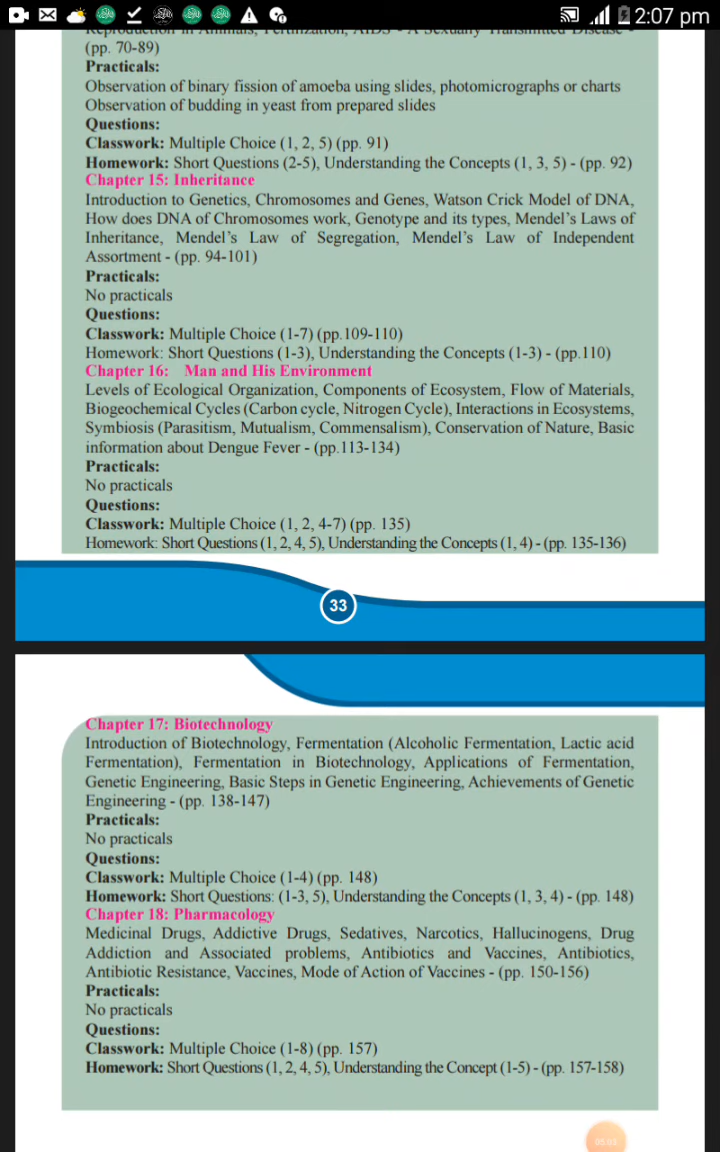 2:07 pm
Reproduction in Animals, Fertilization, AIDS - A Sexually Transmitted Disease -
(pp. 70-89)
Practicals:
Observation of binary fission of amoeba using slides, photomicrographs or charts
Observation of budding in yeast from prepared slides
Questions:
Classwork: Multiple Choice (1, 2, 5) (pp. 91)
Homework: Short Questions (2-5), Understanding the Concepts (1, 3, 5) - (pp. 92)
Chapter 15: Inheritance
Introduction to Genetics, Chromosomes and Genes, Watson Crick Model of DNA,
How does DNA of Chromosomes work, Genotype and its types, Mendel's Laws of
Inheritance, Mendel's Law of Segregation, Mendel's Law of Independent
Assortment - (pp. 94-101)
Practicals:
No practicals
Questions:
Classwork: Multiple Choice (1-7) (pp.109-110)
Homework: Short Questions (1-3), Understanding the Concepts (1-3) - (pp.110)
Chapter 16: Man and His Environment
Levels of Ecological Organization, Components of Ecosystem, Flow of Materials,
Biogeochemical Cycles (Carbon cycle, Nitrogen Cycle), Interactions in Ecosystems,
Symbiosis (Parasitism, Mutualism, Commensalism), Conservation of Nature, Basic
information about Dengue Fever - (pp.113-134)
Practicals:
No practicals
Questions:
Classwork: Multiple Choice (1, 2, 4-7) (pp. 135)
Homework: Short Questions (1, 2, 4, 5), Understanding the Concepts (1, 4) - (pp. 135-136)
33
Chapter 17: Biotechnology
Introduction of Biotechnology, Fermentation (Alcoholic Fermentation, Lactic acid
Fermentation), Fermentation in Biotechnology, Applications of Fermentation,
Genetic Engineering, Basic Steps in Genetic Engineering, Achievements of Genetic
Engineering - (pp. 138-147)
Practicals:
No practicals
Questions:
Classwork: Multiple Choice (1-4) (pp. 148)
Homework: Short Questions: (1-3, 5), Understanding the Concepts (1, 3, 4) - (pp. 148)
Chapter 18: Pharmacology
Medicinal Drugs, Addictive Drugs, Sedatives, Narcotics, Hallucinogens, Drug
Addiction and Associated problems, Antibiotics and Vaccines, Antibiotics,
Antibiotic Resistance, Vaccines, Mode of Action of Vaccines - (pp. 150-156)
Practicals:
No practicals
Questions:
Classwork: Multiple Choice (1-8) (pp. 157)
Homework: Short Questions (1, 2, 4, 5), Understanding the Concept (1-5) - (pp. 157-158)